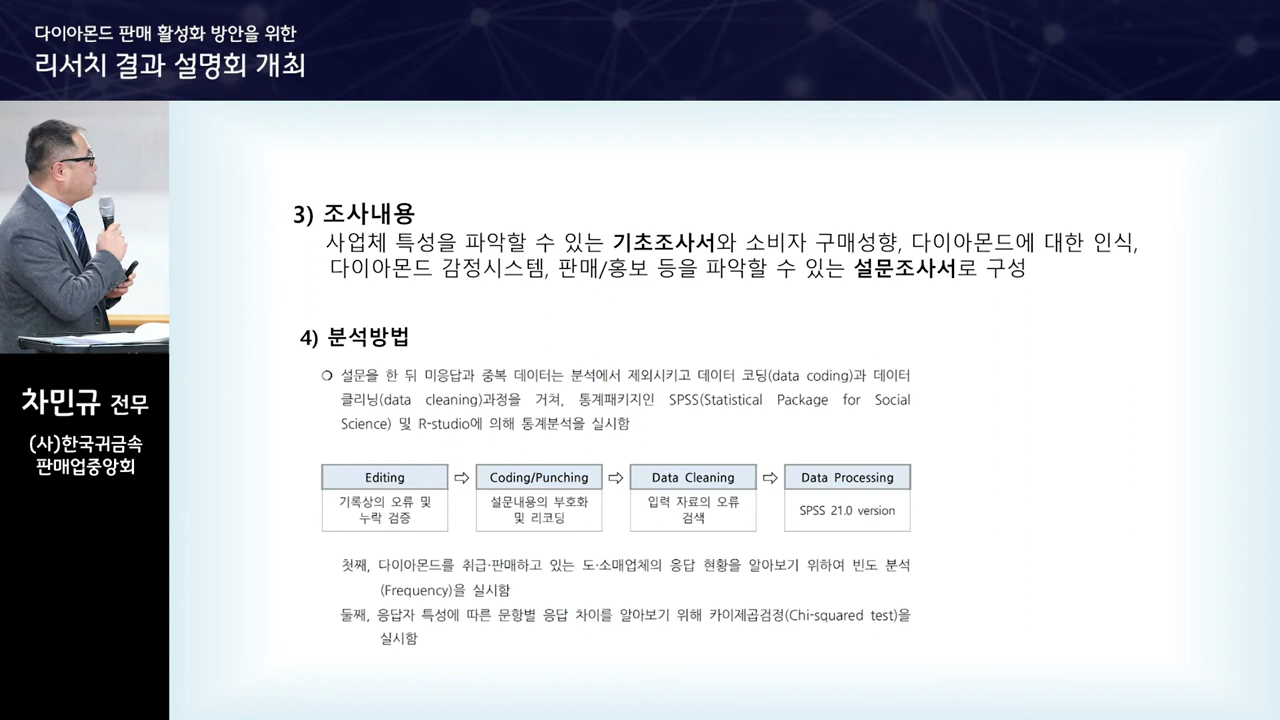 다이아몬드 판매 활성화 방안을 위한
리서치 결과 설명회 개최
차민규 전무
(사)한국귀금속
판매업중앙회
3) 조사내용
사업체 특성을 파악할 수 있는 기초조사서와 소비자 구매성향, 다이아몬드에 대한 인식,
다이아몬드 감정시스템, 판매/홍보 등을 파악할 수 있는 설문조사서로 구성
4) 분석방법
❍ 설문을 한 뒤 미응답과 중복 데이터는 분석에서 제외시키고 데이터 코딩(data coding)과 데이터
클리닝(data cleaning)과정을 거쳐, 통계패키지인 SPSS(Statistical Package for Social
Science) 및 R-studio에 의해 통계분석을 실시함
Editing ⇨ Coding/Punching ⇨ Data Cleaning ⇨ Data Processing
기록상의 오류 및 설문내용의 부호화 입력 자료의 오류 SPSS 21.0 version
누락 검증 및 리코딩 검색
첫째, 다이아몬드를 취급·판매하고 있는 도·소매업체의 응답 현황을 알아보기 위하여 빈도 분석
(Frequency)을 실시함
둘째, 응답자 특성에 따른 문항별 응답 차이를 알아보기 위해 카이제곱검정(Chi-squared test)을
실시함